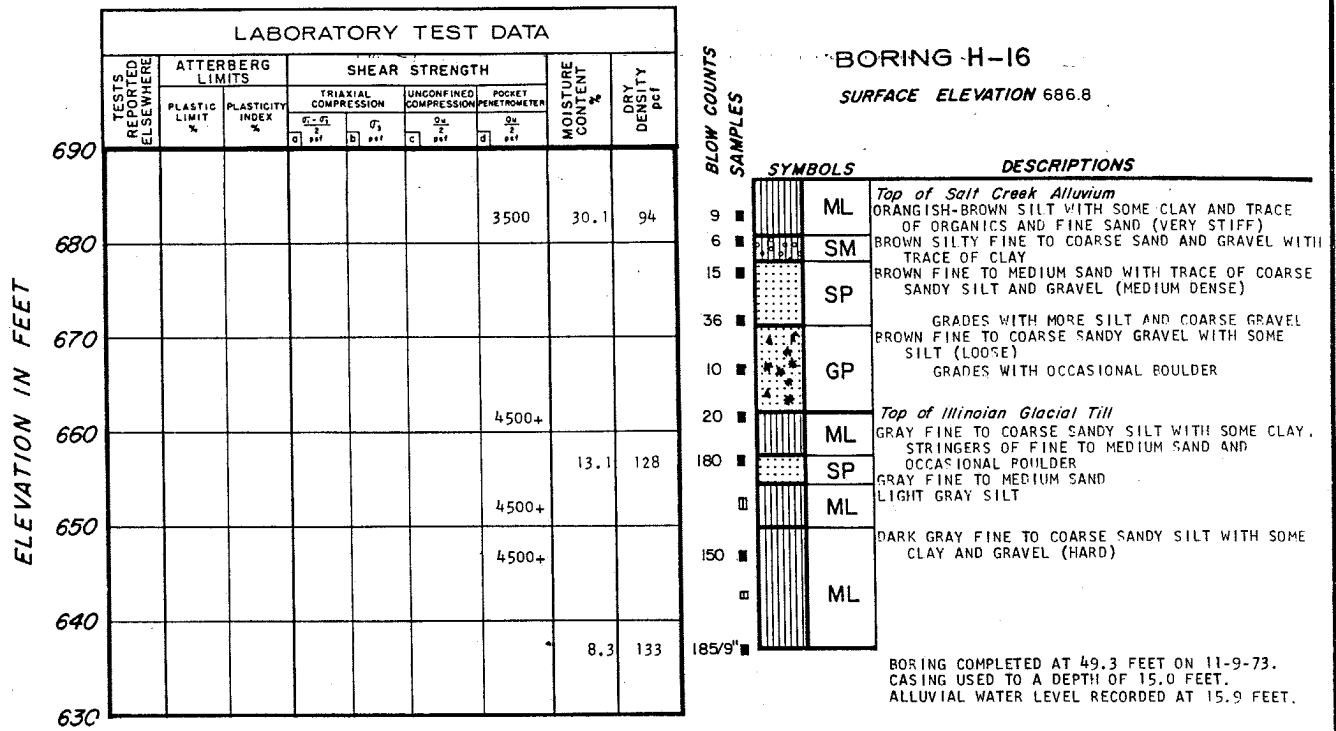 LABORATORY TEST DATA
TESTS REPORTED ELSEWHERE
ATTERBERG LIMITS
SHEAR STRENGTH
MOISTURE CONTENT %
DRY DENSITY pcf
PLASTIC LIMIT %
PLASTICITY INDEX %
TRIAXIAL COMPRESSION
UNCONFINED COMPRESSION
POCKET PENETROMETER
a
b
c
d
psf
psf
psf
psf
ELEVATION IN FEET
690
680
670
660
650
640
630
3500 30.1 94
4500+
13.1 128
4500+
4500+
8.3 133
BLOW COUNTS
SAMPLES
BORING H-16
SURFACE ELEVATION 686.8
SYMBOLS DESCRIPTIONS
Top of Salt Creek Alluvium
9 ML ORANGISH-BROWN SILT WITH SOME CLAY AND TRACE
OF ORGANICS AND FINE SAND (VERY STIFF)
6 SM BROWN SILTY FINE TO COARSE SAND AND GRAVEL WITH
TRACE OF CLAY
15 SP BROWN FINE TO MEDIUM SAND WITH TRACE OF COARSE
SANDY SILT AND GRAVEL (MEDIUM DENSE)
36 GRADES WITH MORE SILT AND COARSE GRAVEL
BROWN FINE TO COARSE SANDY GRAVEL WITH SOME
SILT (LOOSE)
10 GP GRADES WITH OCCASIONAL BOULDER
20 Top of Illinoian Glacial Till
ML GRAY FINE TO COARSE SANDY SILT WITH SOME CLAY,
STRINGERS OF FINE TO MEDIUM SAND AND
180 SP OCCASIONAL BOULDER
GRAY FINE TO MEDIUM SAND
ML LIGHT GRAY SILT
DARK GRAY FINE TO COARSE SANDY SILT WITH SOME
150 CLAY AND GRAVEL (HARD)
ML
185/9"
BORING COMPLETED AT 49.3 FEET ON 11-9-73.
CASING USED TO A DEPTH OF 15.0 FEET.
ALLUVIAL WATER LEVEL RECORDED AT 15.9 FEET.